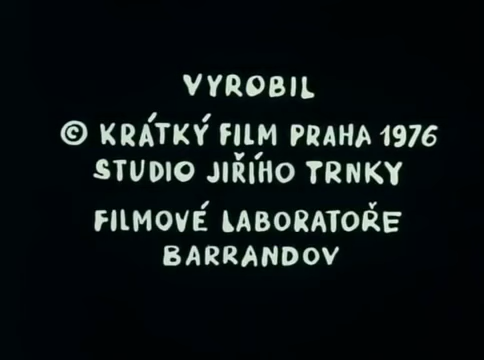 VYROBIL
© KRÁTKÝ FILM PRAHA 1976
STUDIO JIŘÍHO TRNKY
FILMOVÉ LABORATOŘE
BARRANDOV